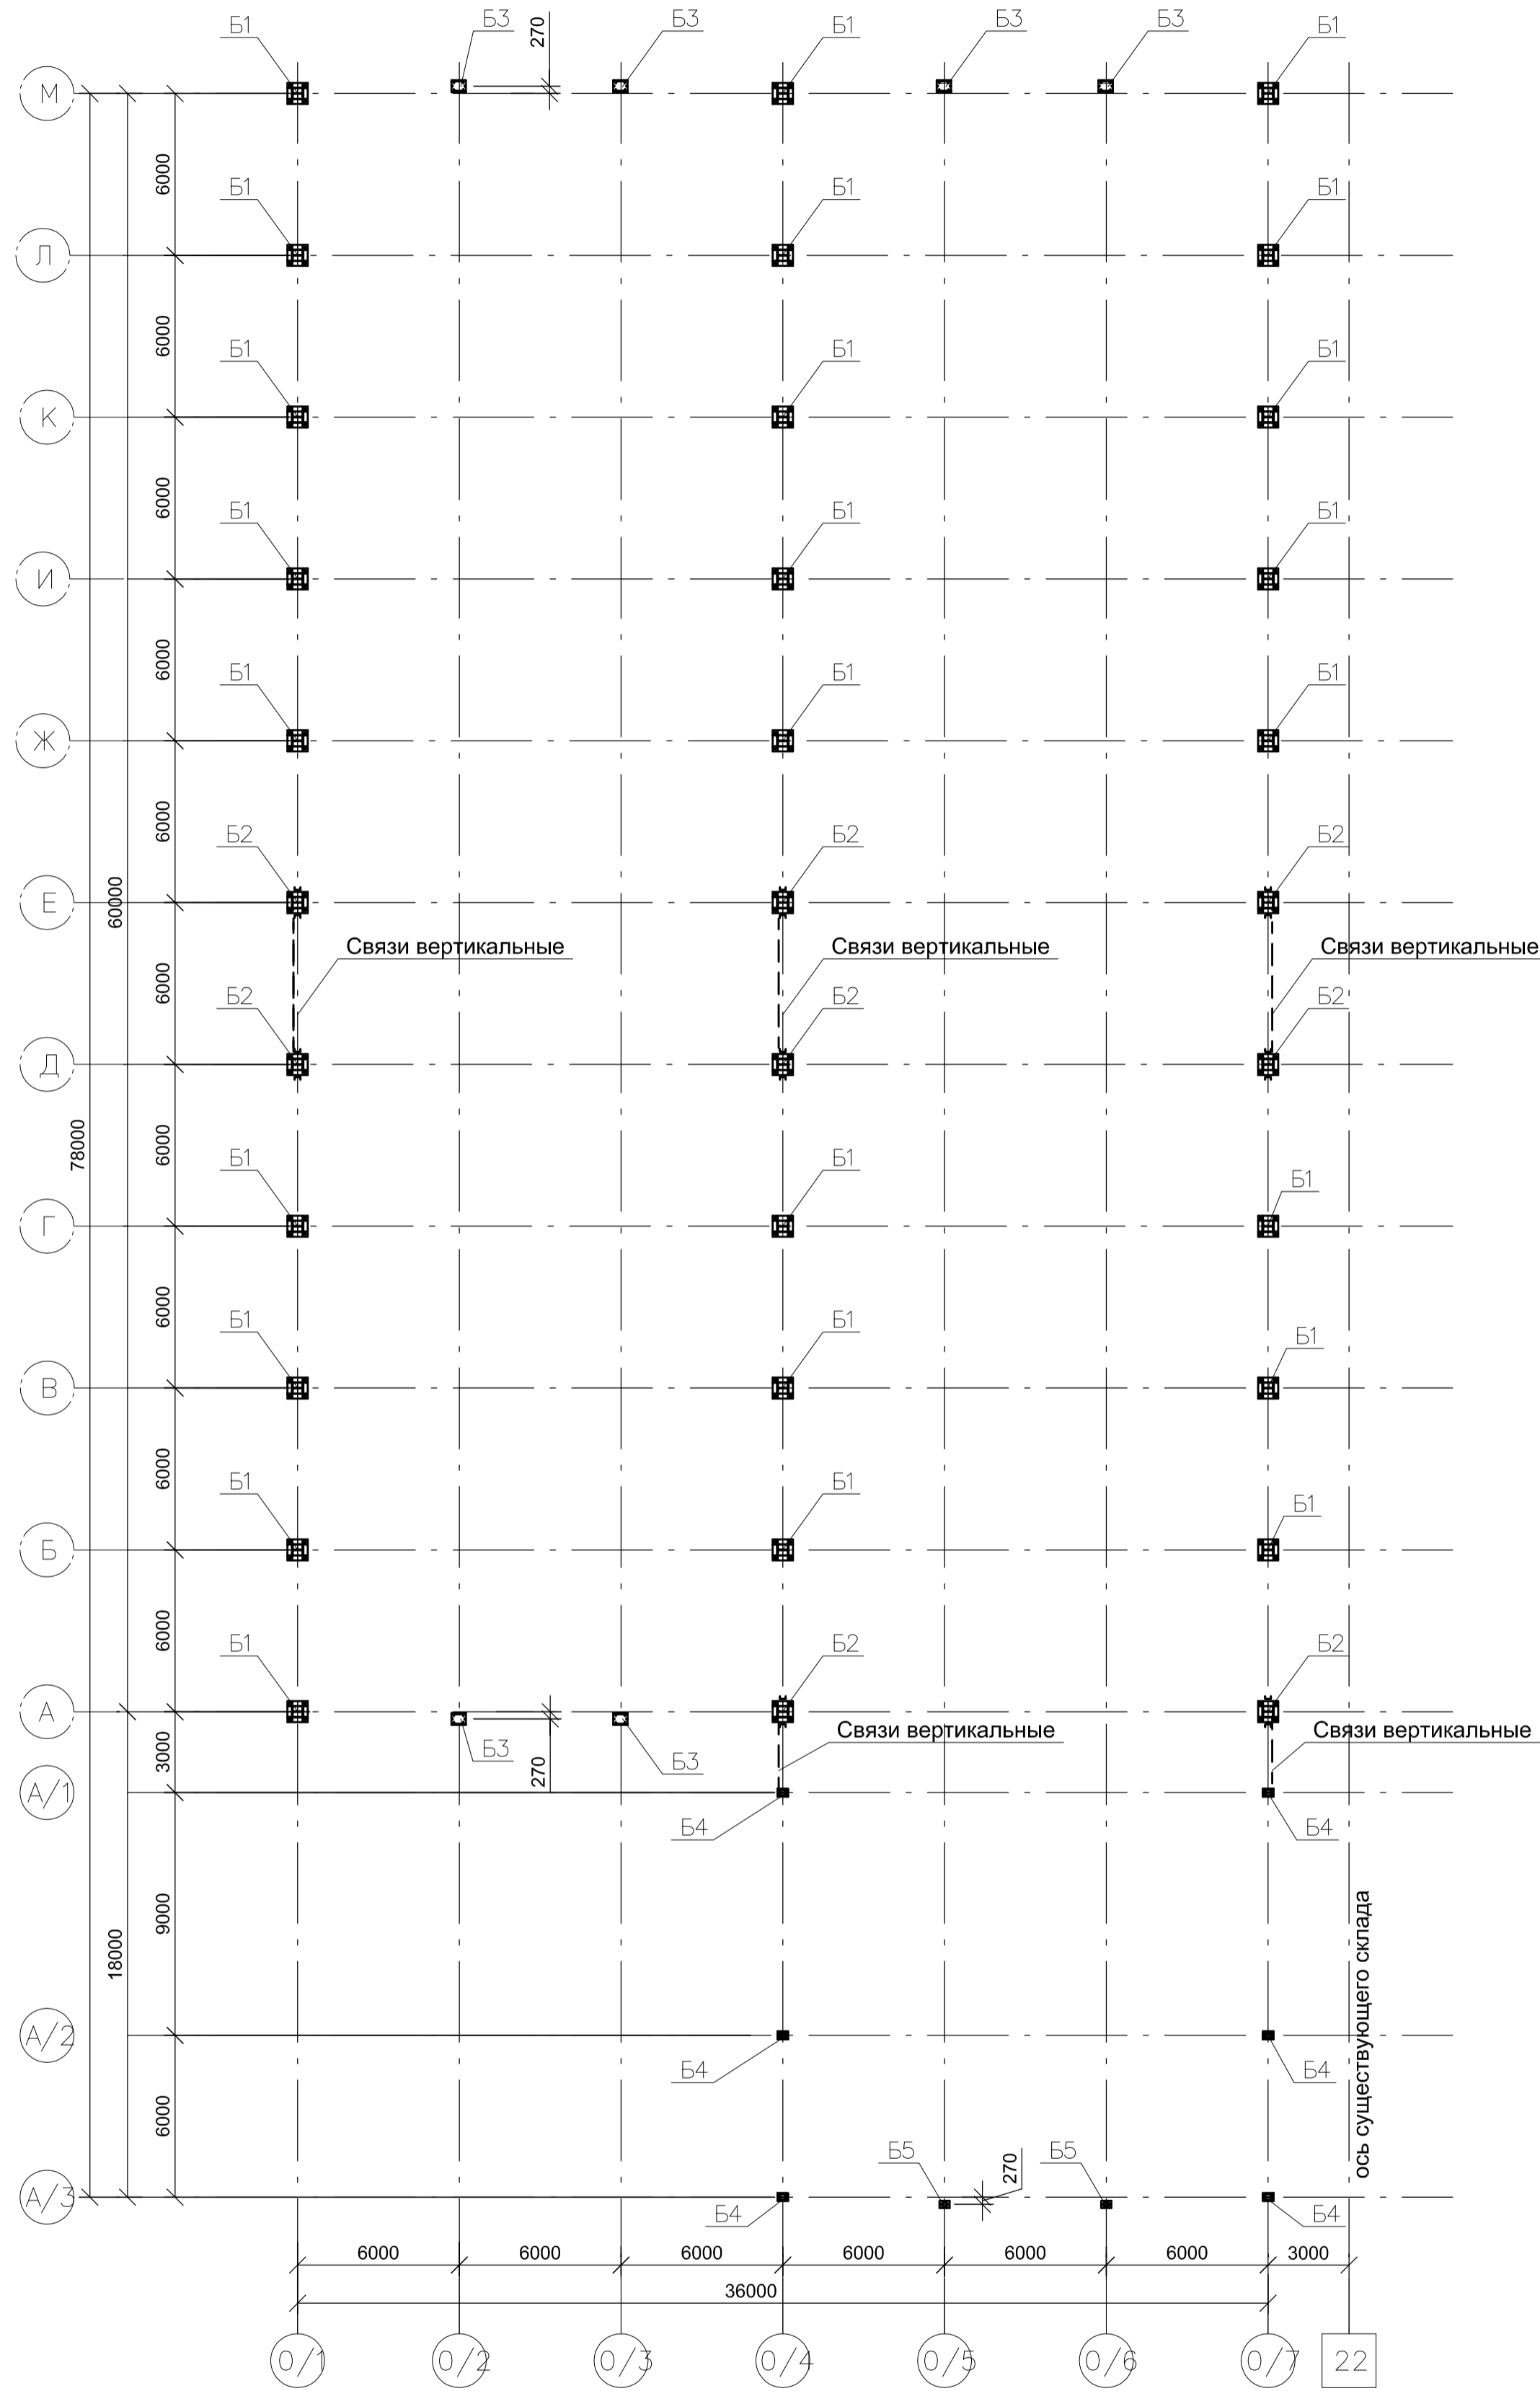 Б1 Б3 270 Б3 Б1 Б3 Б3 Б1
М
6000
Б1 Б1 Б1
Л
6000
Б1 Б1 Б1
К
6000
Б1 Б1 Б1
И
6000
Б1 Б1 Б1
Ж
6000
Б2 Б2 Б2
Е
60000
Связи вертикальные Связи вертикальные Связи вертикальные
6000
Б2 Б2 Б2
Д
78000
6000
Б1 Б1 Б1
Г
6000
Б1 Б1 Б1
В
6000
Б1 Б1 Б1
Б
6000
Б1 Б2 Б2
А
Связи вертикальные Связи вертикальные
3000
Б3 270 Б3
А/1
Б4 Б4
9000
18000
ось существующего склада
А/2
Б4 Б4
6000
Б5 270 Б5
А/3
Б4 Б4
6000 6000 6000 6000 6000 6000 3000
36000
0/1 0/2 0/3 0/4 0/5 0/6 0/7 22